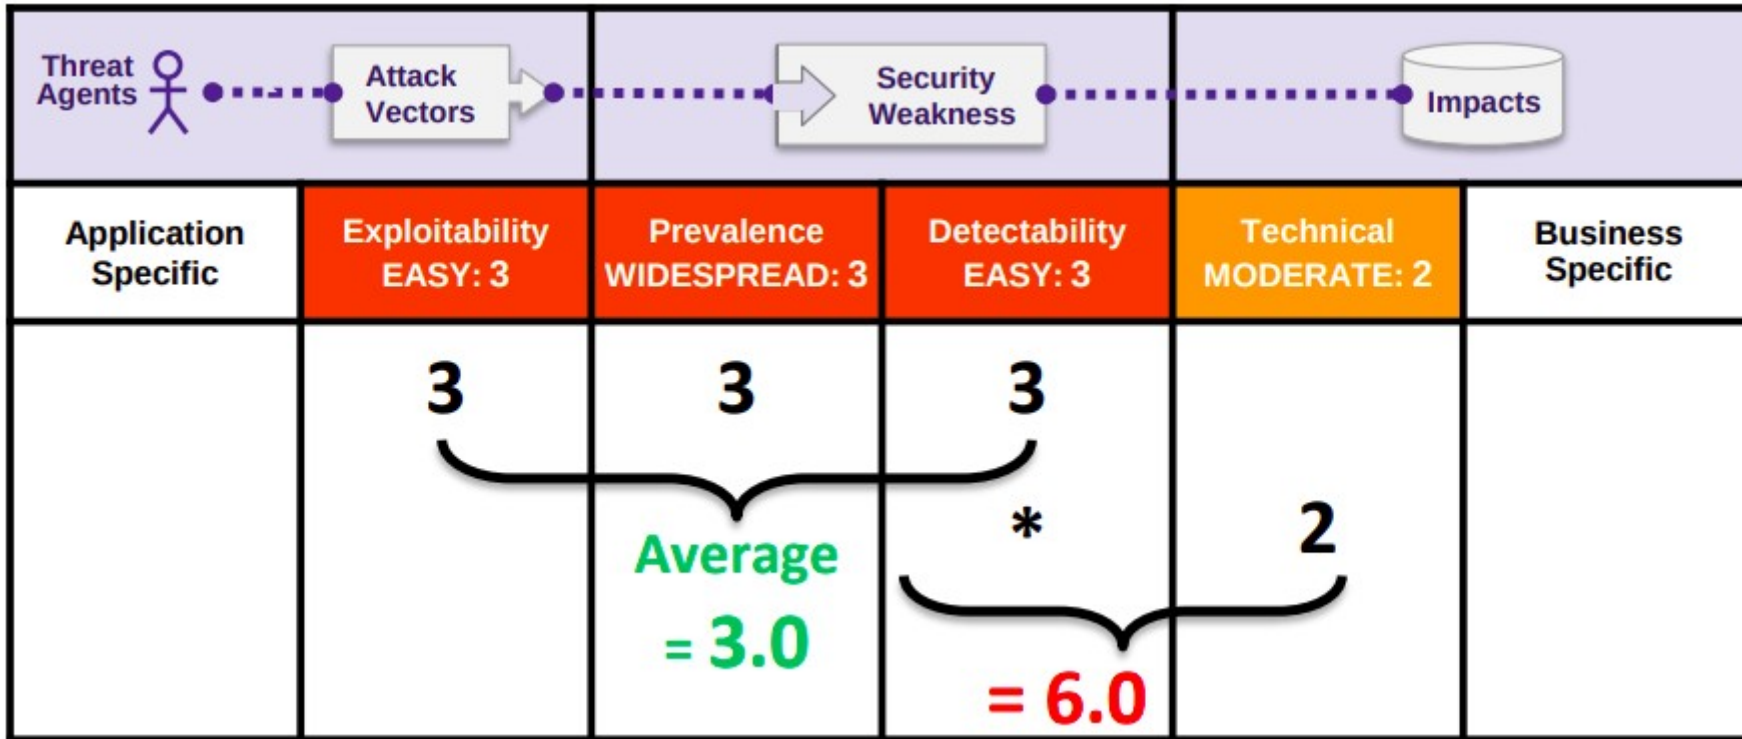 Threat
Agents
Attack
Vectors
Security
Weakness
Impacts
Application
Specific
Exploitability
EASY: 3
Prevalence
WIDESPREAD: 3
Detectability
EASY: 3
Technical
MODERATE: 2
Business
Specific
3 3 3
* 2
Average
= 3.0
= 6.0